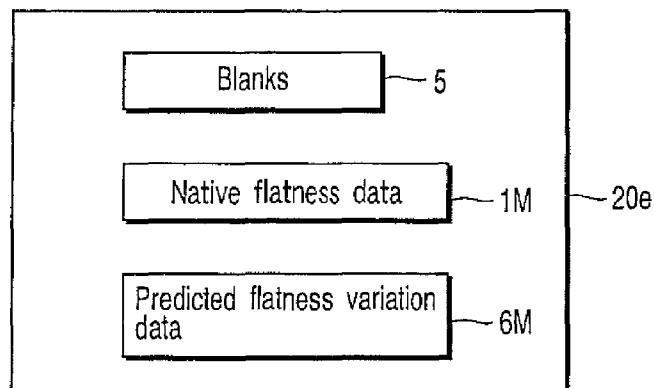 Blanks 5
Native flatness data 1M
20e
Predicted flatness variation
data 6M